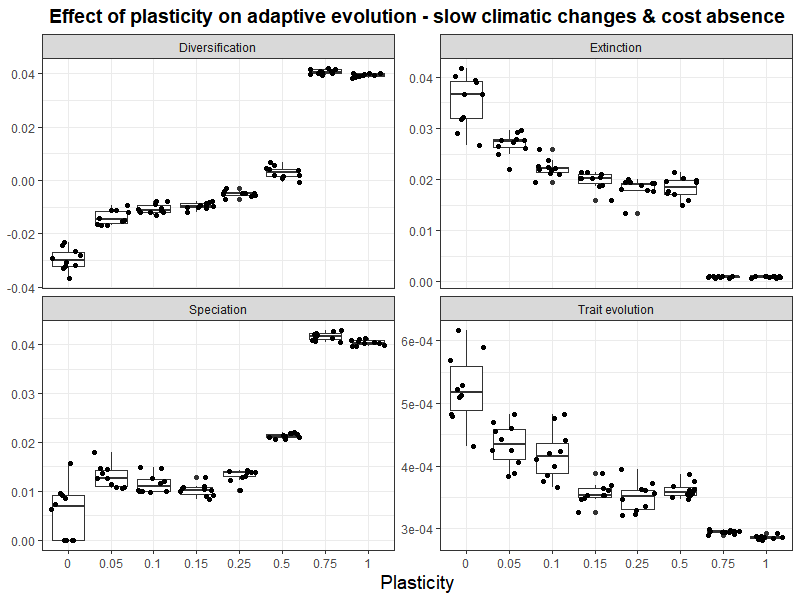 Effect of plasticity on adaptive evolution - slow climatic changes & cost absence
Diversification
0.04
0.02
0.00
-0.02
-0.04
Extinction
0.04
0.03
0.02
0.01
0.00
Speciation
0.04
0.03
0.02
0.01
0.00
0 0.05 0.1 0.15 0.25 0.5 0.75 1
Trait evolution
6e-04
5e-04
4e-04
3e-04
0 0.05 0.1 0.15 0.25 0.5 0.75 1
Plasticity